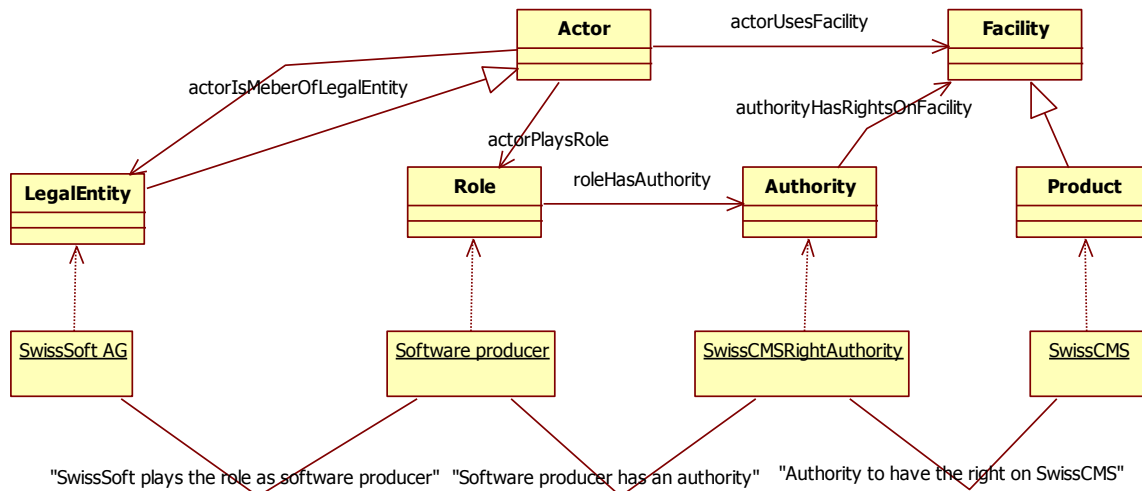 actorUsesFacility
Actor
Facility
actorIsMeberOfLegalEntity
authorityHasRightsOnFacility
actorPlaysRole
LegalEntity
Role
roleHasAuthority
Authority
Product
SwissSoft AG
Software producer
SwissCMSRightAuthority
SwissCMS
"SwissSoft plays the role as software producer"
"Software producer has an authority"
"Authority to have the right on SwissCMS"